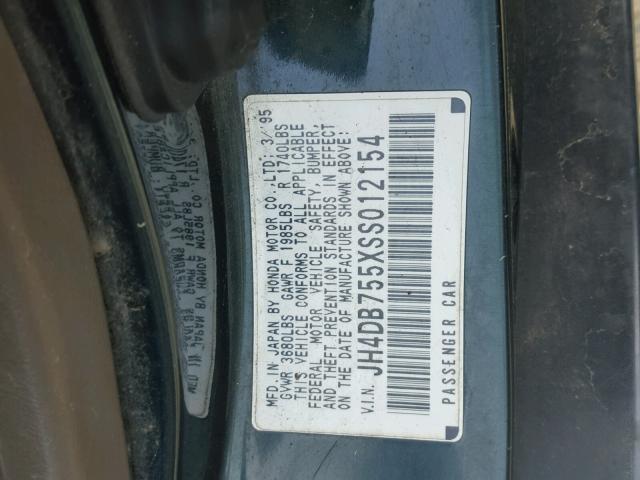 MFD. IN JAPAN BY HONDA MOTOR CO., LTD; 3/95
GVWR 3680LBS GAWR F 1985LBS R 1740LBS
THIS VEHICLE CONFORMS TO ALL APPLICABLE
FEDERAL MOTOR VEHICLE SAFETY, BUMPER,
AND THEFT PREVENTION STANDARDS IN EFFECT
ON THE DATE OF MANUFACTURE SHOWN ABOVE:
V.I.N. JH4DB755XSS012154
PASSENGER CAR